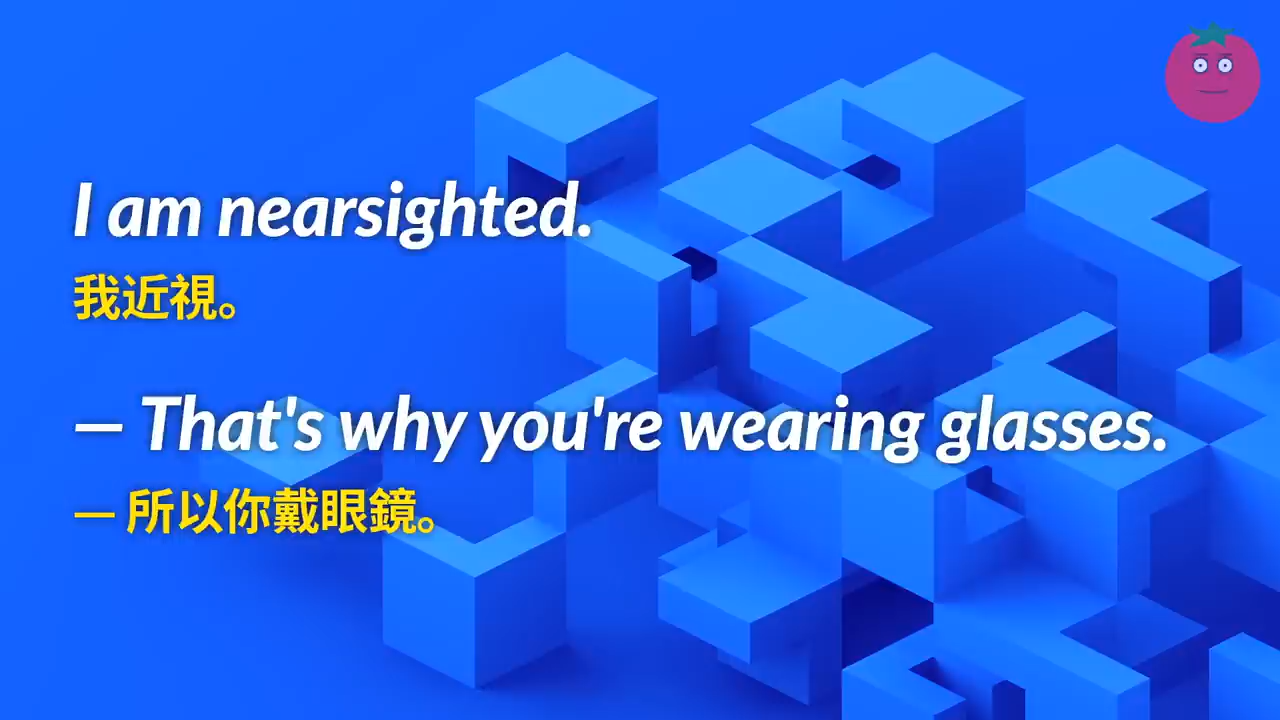 I am nearsighted.
我近視。
— That's why you're wearing glasses.
— 所以你戴眼鏡。